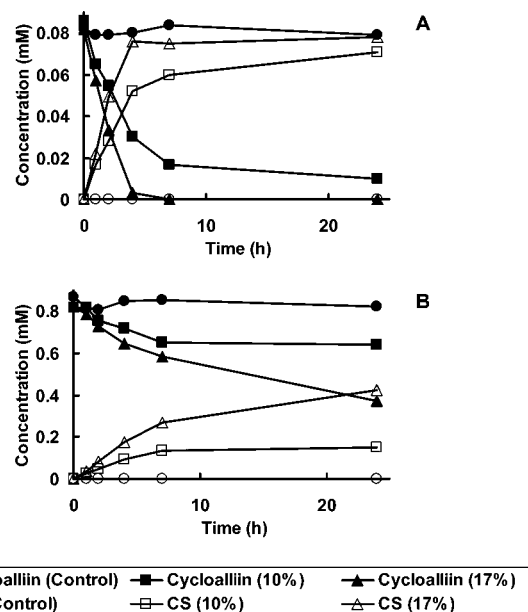 A
0.08
0.06
0.04
0.02
0
Concentration (mM)
0 10 20
Time (h)
B
0.8
0.6
0.4
0.2
0
Concentration (mM)
0 10 20
Time (h)
(Control) Cycloalliin (10%) Cycloalliin (17%)
CS (10%) CS (17%)